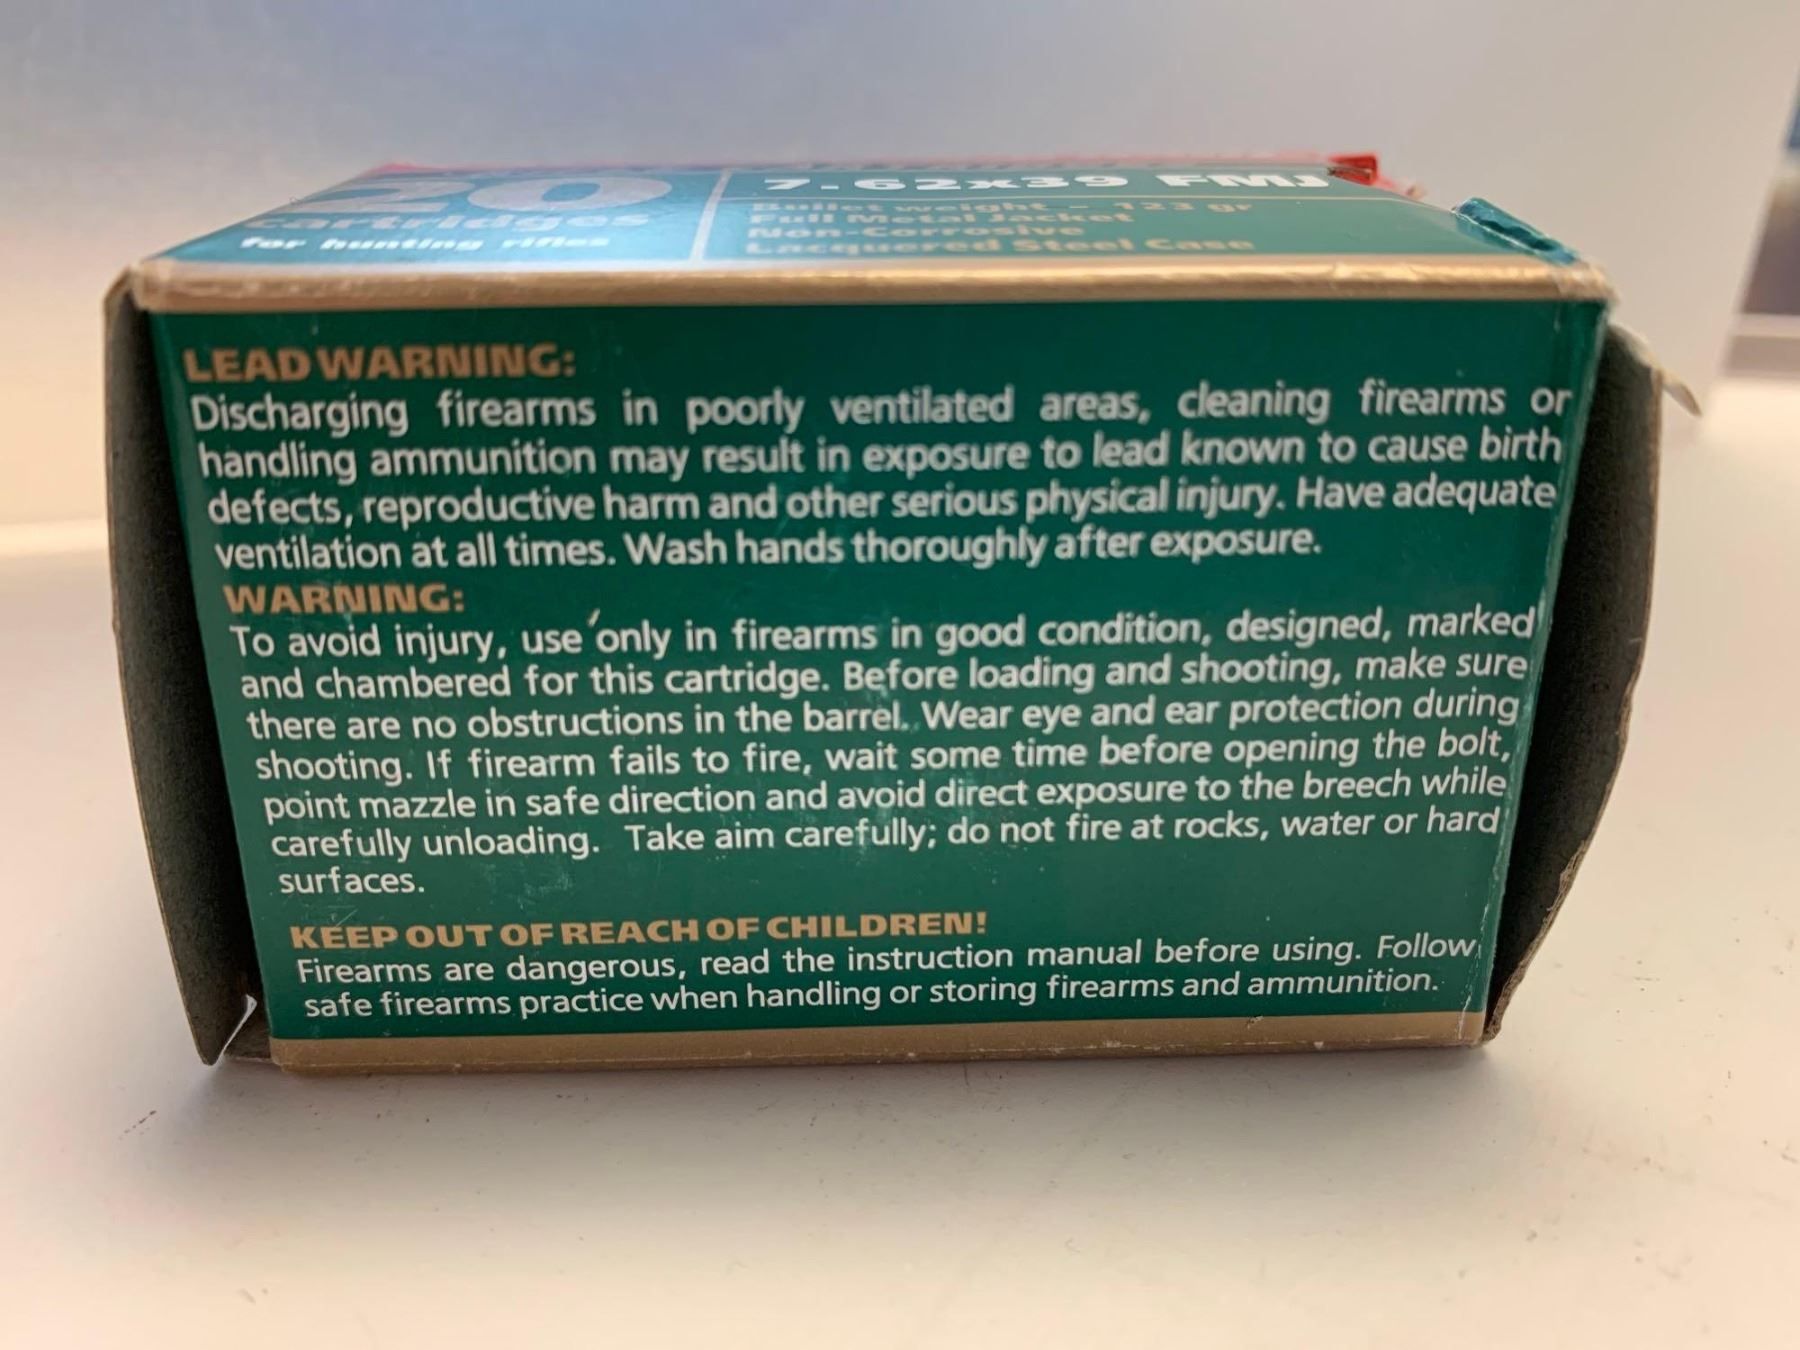 20
cartridges
for hunting rifles
7.62x39 FMJ
Bullet weight - 123 gr
Full Metal Jacket
Non-Corrosive
Lacquered Steel Case
LEAD WARNING:
Discharging firearms in poorly ventilated areas, cleaning firearms or
handling ammunition may result in exposure to lead known to cause birth
defects, reproductive harm and other serious physical injury. Have adequate
ventilation at all times. Wash hands thoroughly after exposure.
WARNING:
To avoid injury, use only in firearms in good condition, designed, marked
and chambered for this cartridge. Before loading and shooting, make sure
there are no obstructions in the barrel. Wear eye and ear protection during
shooting. If firearm fails to fire, wait some time before opening the bolt,
point mazzle in safe direction and avoid direct exposure to the breech while
carefully unloading. Take aim carefully; do not fire at rocks, water or hard
surfaces.
KEEP OUT OF REACH OF CHILDREN!
Firearms are dangerous, read the instruction manual before using. Follow
safe firearms practice when handling or storing firearms and ammunition.